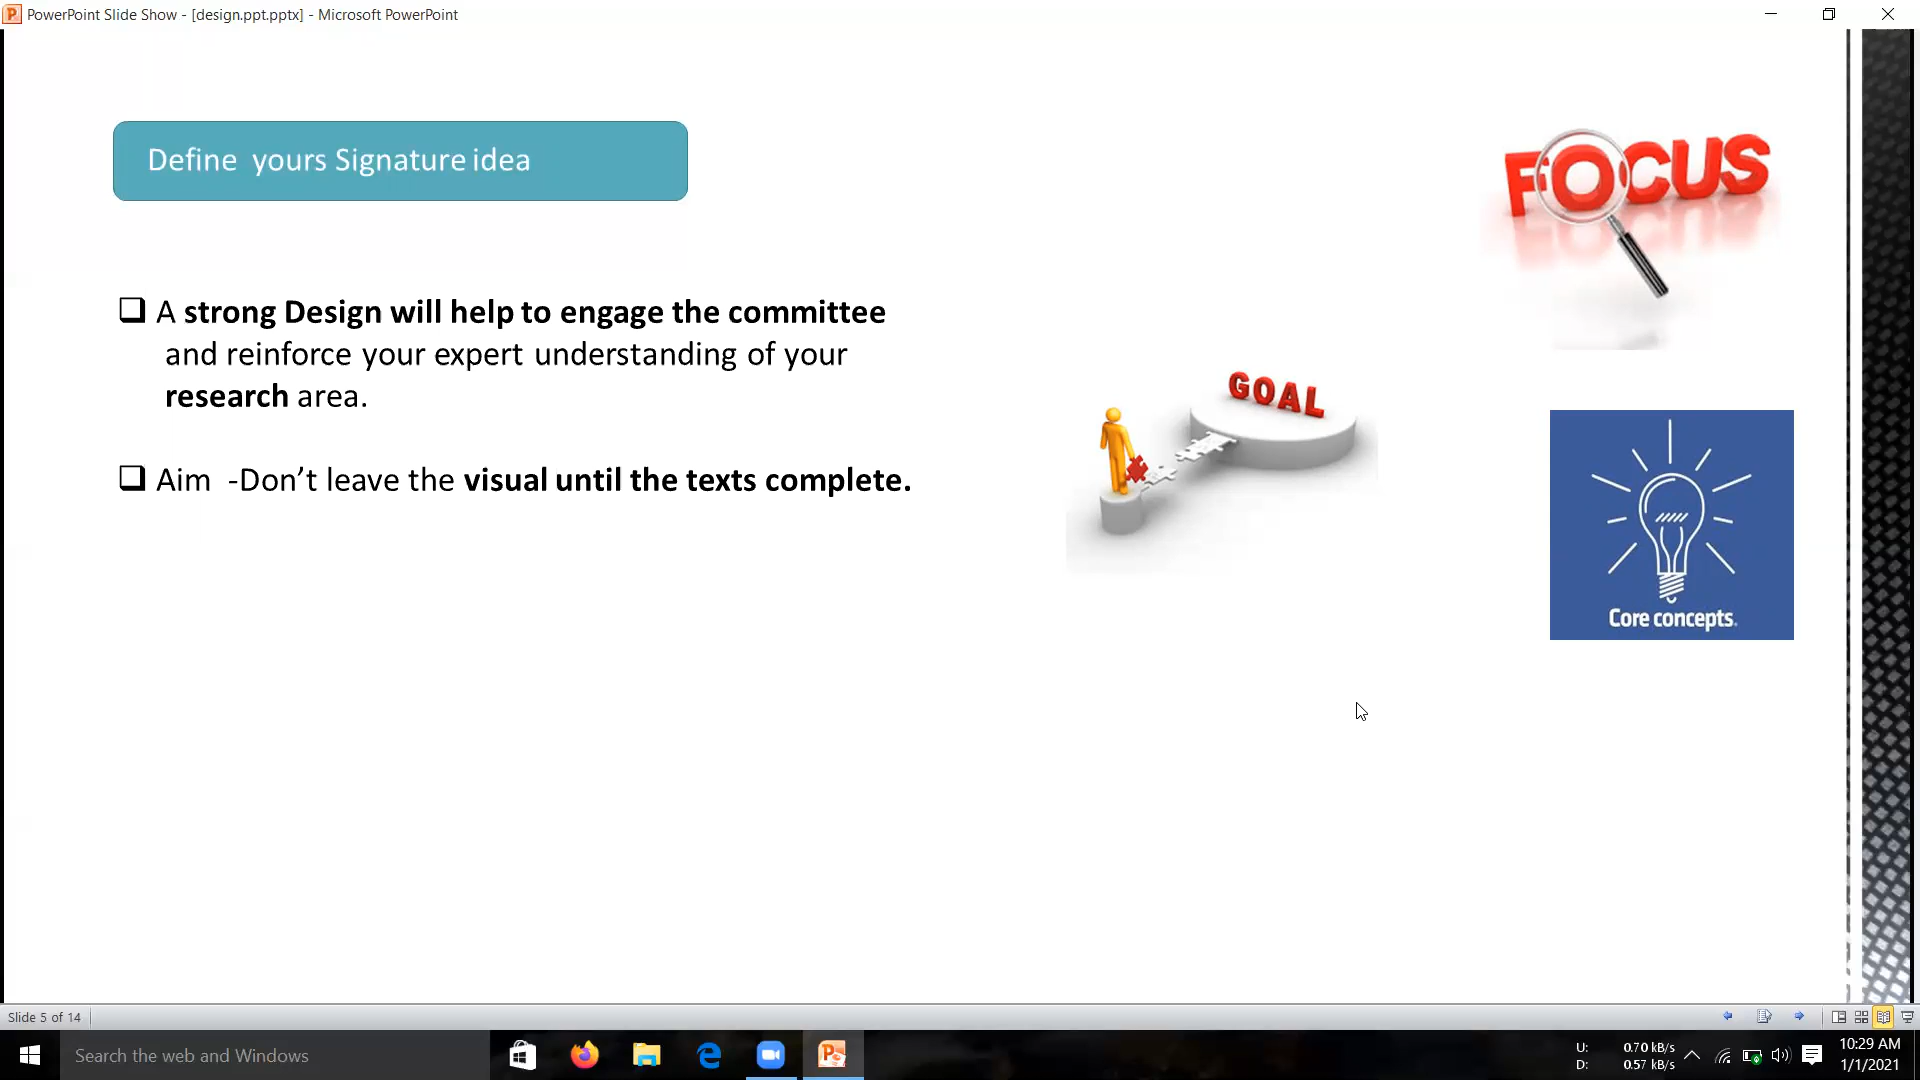 PowerPoint Slide Show - [design.ppt.pptx] - Microsoft PowerPoint
Define yours Signature idea
FOCUS
A strong Design will help to engage the committee
and reinforce your expert understanding of your
research area.
GOAL
Aim -Don’t leave the visual until the texts complete.
Core concepts.
Slide 5 of 14
Search the web and Windows
U: 0.70 kB/s
D: 0.57 kB/s
10:29 AM
1/1/2021